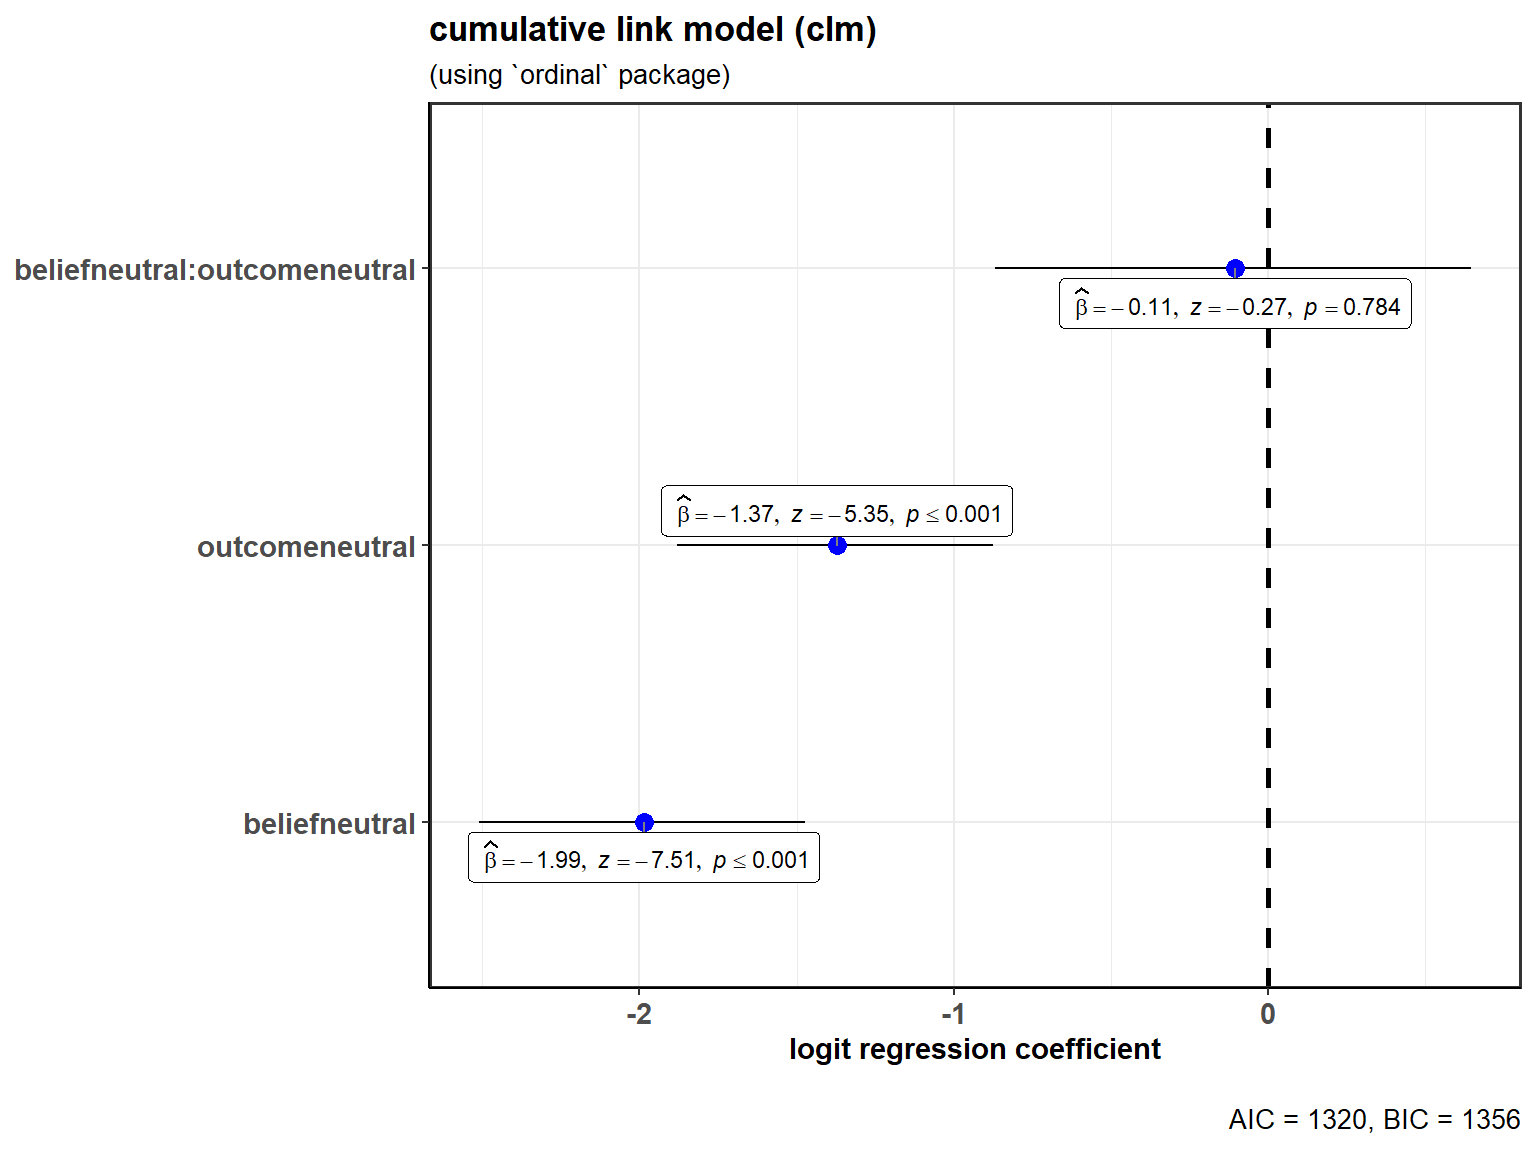 cumulative link model (clm)
(using `ordinal` package)
beliefneutral:outcomeneutral
β̂ = −0.11, z = −0.27, p = 0.784
β̂ = −1.37, z = −5.35, p ≤ 0.001
outcomeneutral
beliefneutral
β̂ = −1.99, z = −7.51, p ≤ 0.001
-2 -1 0
logit regression coefficient
AIC = 1320, BIC = 1356